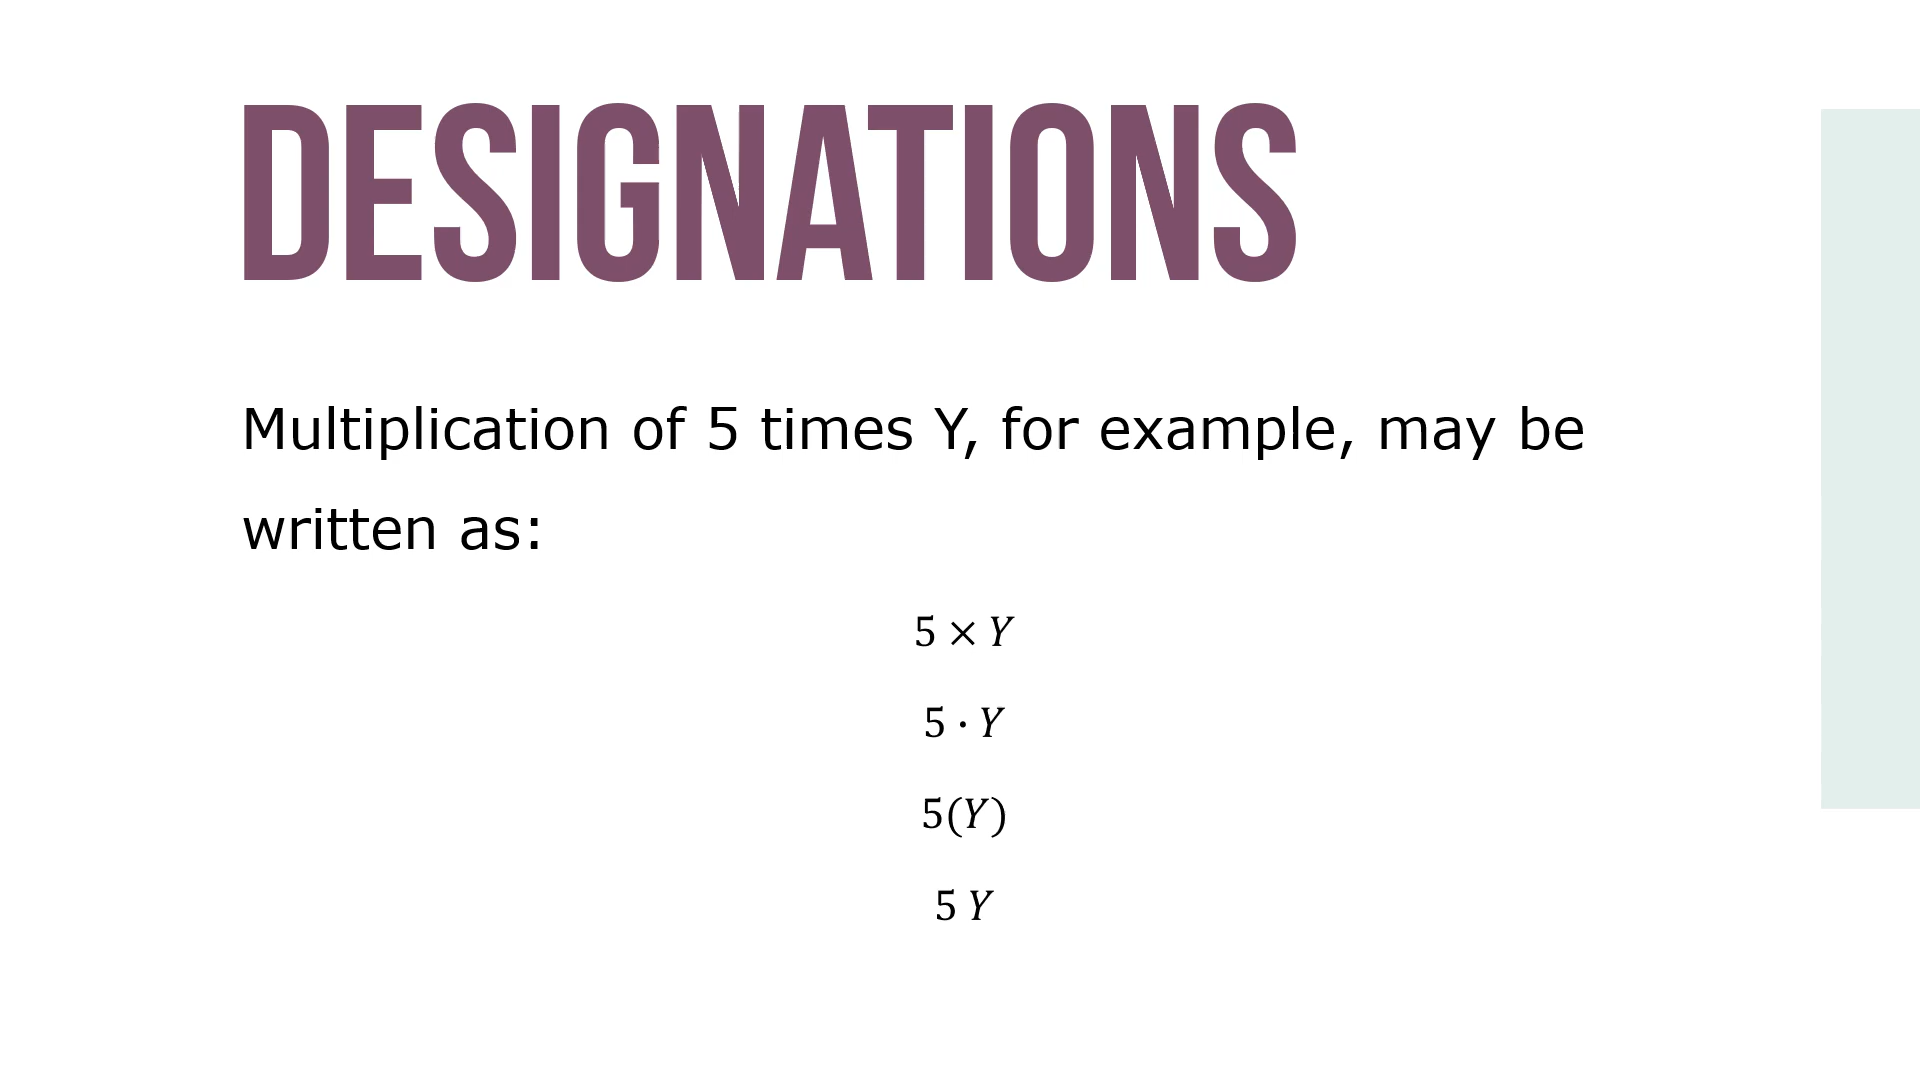 DESIGNATIONS
Multiplication of 5 times Y, for example, may be
written as:
5 × Y
5 · Y
5(Y)
5 Y